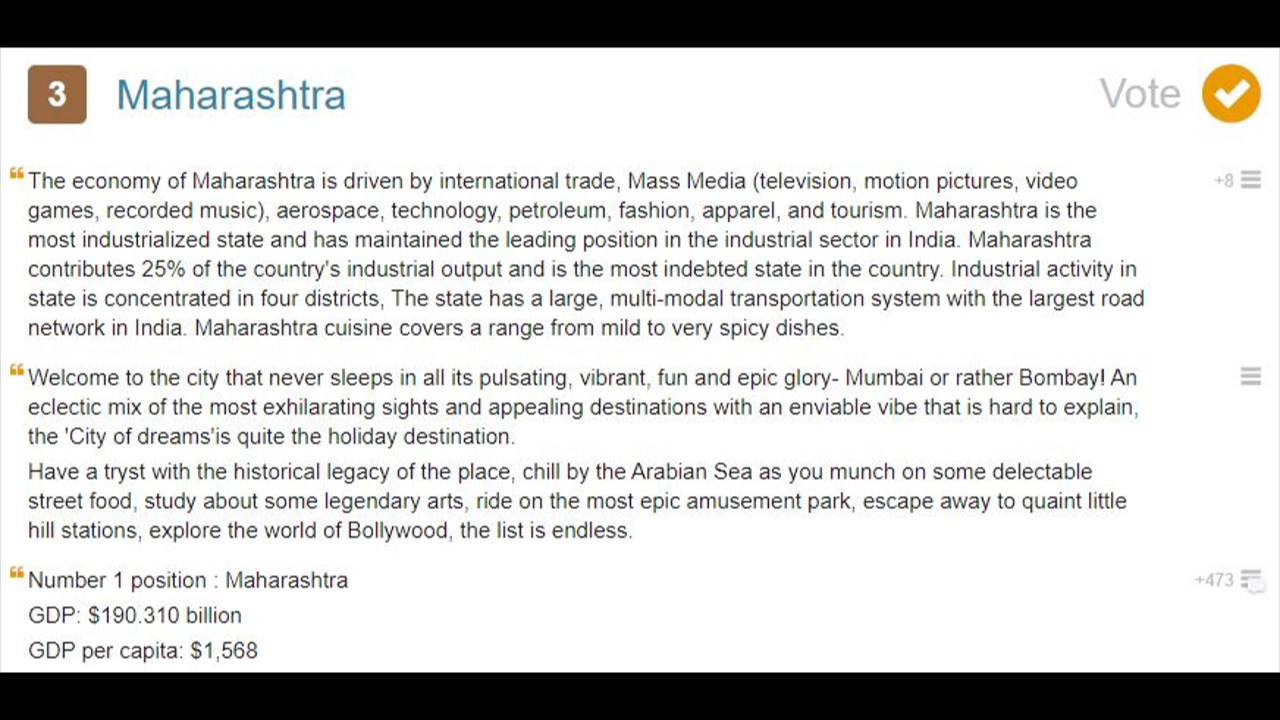 3 Maharashtra Vote
The economy of Maharashtra is driven by international trade, Mass Media (television, motion pictures, video +8
games, recorded music), aerospace, technology, petroleum, fashion, apparel, and tourism. Maharashtra is the
most industrialized state and has maintained the leading position in the industrial sector in India. Maharashtra
contributes 25% of the country's industrial output and is the most indebted state in the country. Industrial activity in
state is concentrated in four districts, The state has a large, multi-modal transportation system with the largest road
network in India. Maharashtra cuisine covers a range from mild to very spicy dishes.
Welcome to the city that never sleeps in all its pulsating, vibrant, fun and epic glory- Mumbai or rather Bombay! An
eclectic mix of the most exhilarating sights and appealing destinations with an enviable vibe that is hard to explain,
the 'City of dreams'is quite the holiday destination.
Have a tryst with the historical legacy of the place, chill by the Arabian Sea as you munch on some delectable
street food, study about some legendary arts, ride on the most epic amusement park, escape away to quaint little
hill stations, explore the world of Bollywood, the list is endless.
Number 1 position : Maharashtra +473
GDP: $190.310 billion
GDP per capita: $1,568